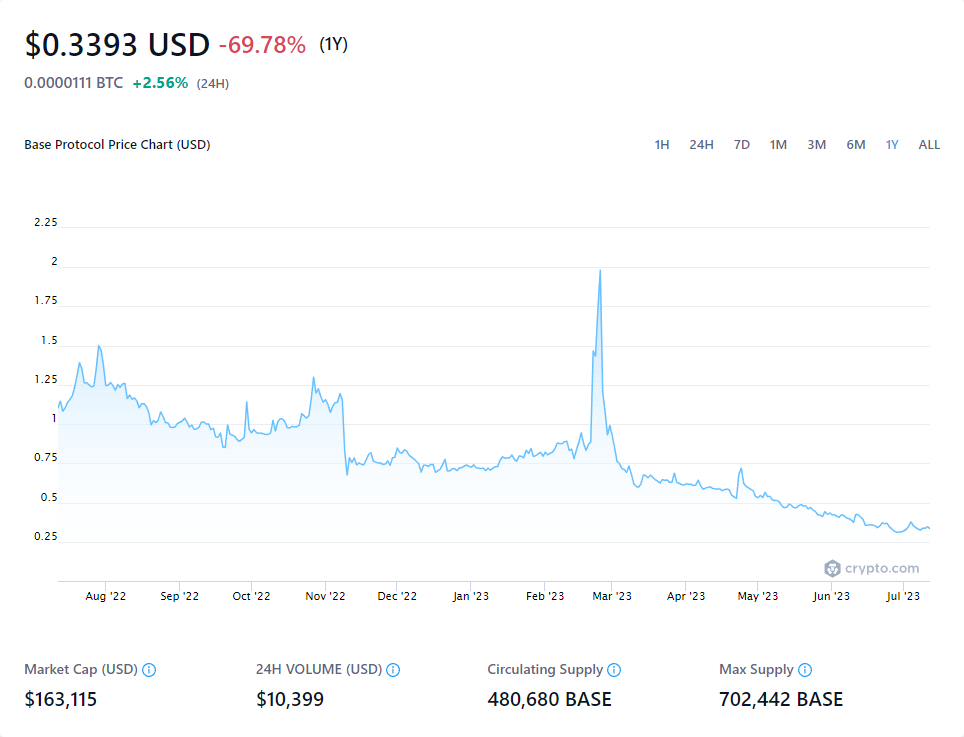 $0.3393 USD -69.78% (1Y)
0.0000111 BTC +2.56% (24H)
Base Protocol Price Chart (USD) 1H 24H 7D 1M 3M 6M 1Y ALL
2.25
2
1.75
1.5
1.25
1
0.75
0.5
0.25
crypto.com
Aug '22 Sep '22 Oct '22 Nov '22 Dec '22 Jan '23 Feb '23 Mar '23 Apr '23 May '23 Jun '23 Jul '23
Market Cap (USD) 24H VOLUME (USD) Circulating Supply Max Supply
$163,115 $10,399 480,680 BASE 702,442 BASE